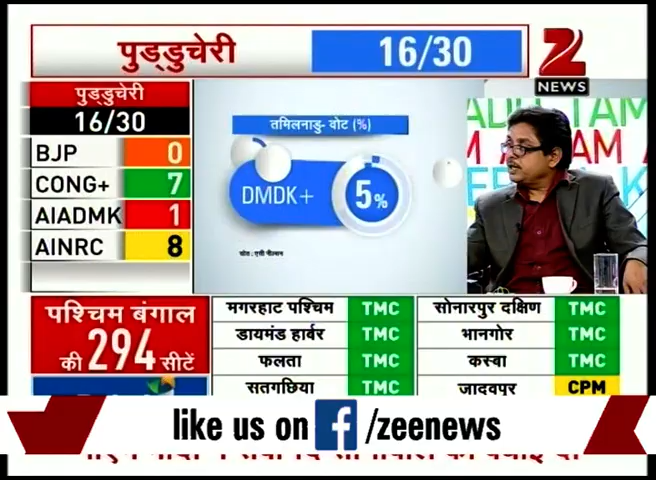 पुड्डुचेरी 16/30
Z
NEWS
पुड्डुचेरी
16/30
BJP 0
CONG+ 7
AIADMK 1
AINRC 8
तमिलनाडु- वोट (%)
DMDK+ 5%
पश्चिम बंगाल
की 294 सीटें
मगरहाट पश्चिम TMC
डायमंड हार्बर TMC
फलता TMC
सतगछिया TMC
सोनारपुर दक्षिण TMC
भानगोर TMC
कस्बा TMC
जादवपुर CPM
like us on f /zeenews